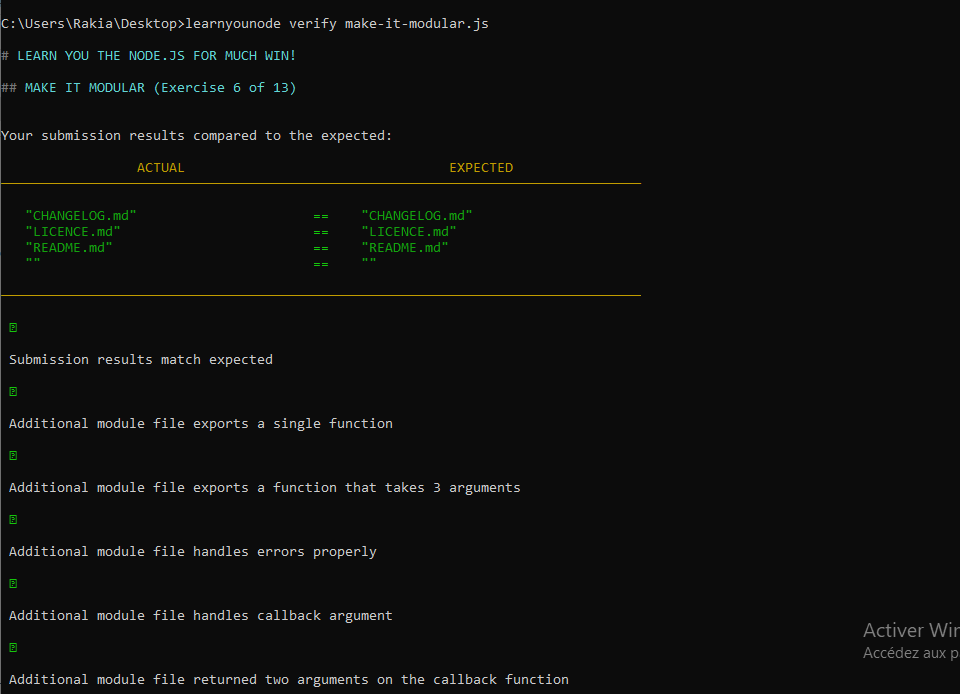 C:\Users\Rakia\Desktop>learnyounode verify make-it-modular.js
# LEARN YOU THE NODE.JS FOR MUCH WIN!
## MAKE IT MODULAR (Exercise 6 of 13)
Your submission results compared to the expected:
ACTUAL EXPECTED
"CHANGELOG.md" == "CHANGELOG.md"
"LICENCE.md" == "LICENCE.md"
"README.md" == "README.md"
"" == ""
Submission results match expected
Additional module file exports a single function
Additional module file exports a function that takes 3 arguments
Additional module file handles errors properly
Additional module file handles callback argument
Additional module file returned two arguments on the callback function
Activer Win
Accédez aux p